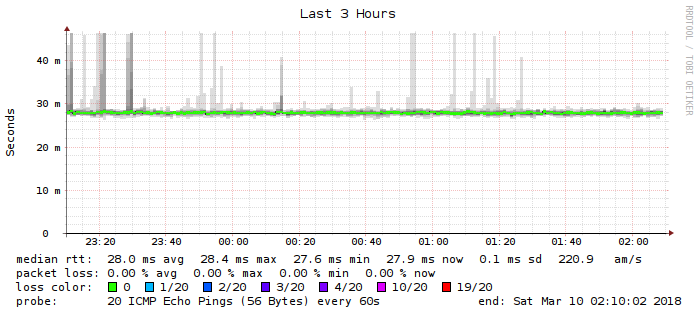 Last 3 Hours
RRDTOOL / TOBI OETIKER
Seconds
40 m
30 m
20 m
10 m
0
23:20 23:40 00:00 00:20 00:40 01:00 01:20 01:40 02:00
median rtt: 28.0 ms avg 28.4 ms max 27.6 ms min 27.9 ms now 0.1 ms sd 220.9 am/s
packet loss: 0.00 % avg 0.00 % max 0.00 % min 0.00 % now
loss color: 0 1/20 2/20 3/20 4/20 10/20 19/20
probe: 20 ICMP Echo Pings (56 Bytes) every 60s end: Sat Mar 10 02:10:02 2018